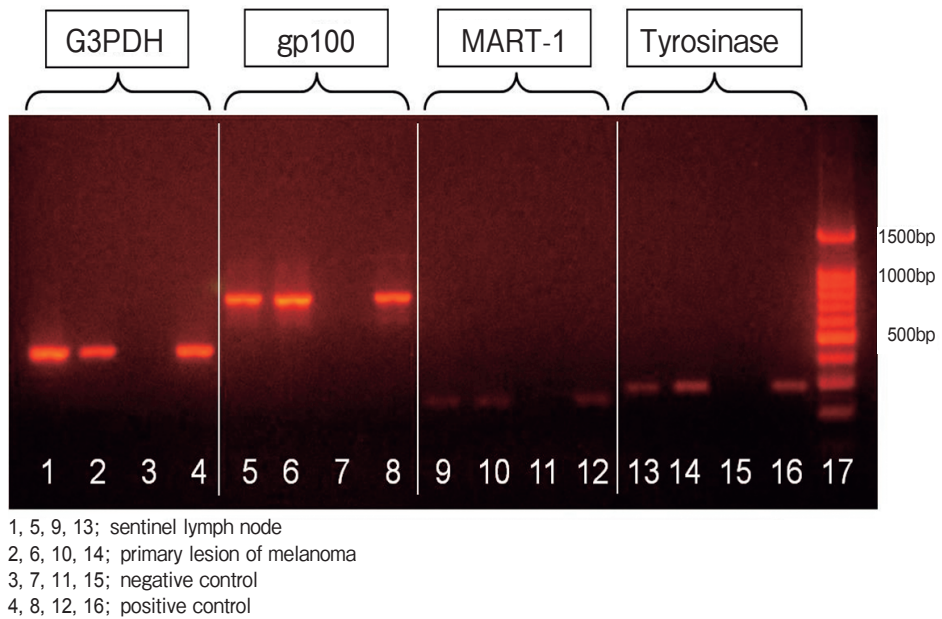 G3PDH gp100 MART-1 Tyrosinase
1500bp
1000bp
500bp
1 2 3 4 5 6 7 8 9 10 11 12 13 14 15 16 17
1, 5, 9, 13; sentinel lymph node
2, 6, 10, 14; primary lesion of melanoma
3, 7, 11, 15; negative control
4, 8, 12, 16; positive control